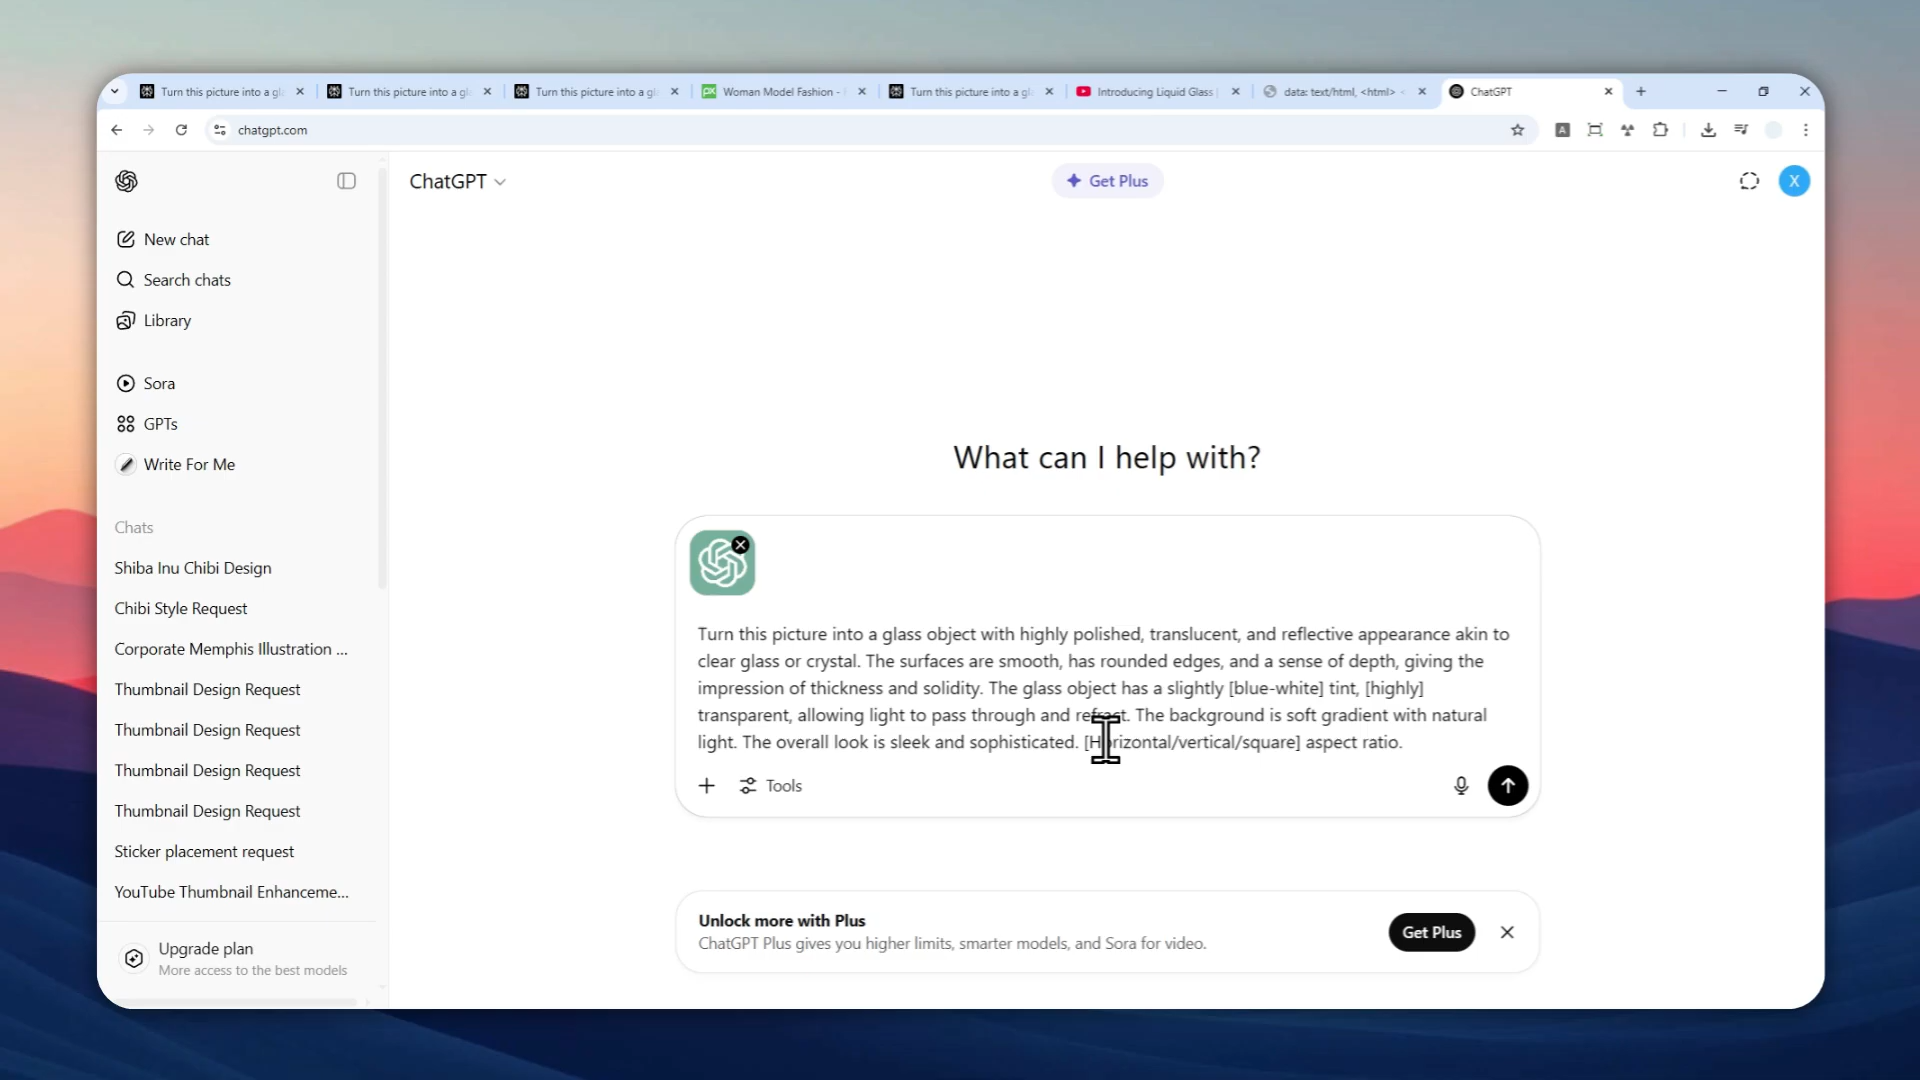 Turn this picture into a gl
Turn this picture into a gl
Turn this picture into a gl
Woman Model Fashion -
Turn this picture into a gl
Introducing Liquid Glass
data: text/html, <html> <
ChatGPT
chatgpt.com
ChatGPT
Get Plus
X
New chat
Search chats
Library
Sora
GPTs
Write For Me
Chats
Shiba Inu Chibi Design
Chibi Style Request
Corporate Memphis Illustration ...
Thumbnail Design Request
Thumbnail Design Request
Thumbnail Design Request
Thumbnail Design Request
Sticker placement request
YouTube Thumbnail Enhanceme...
Upgrade plan
More access to the best models
What can I help with?
Turn this picture into a glass object with highly polished, translucent, and reflective appearance akin to
clear glass or crystal. The surfaces are smooth, has rounded edges, and a sense of depth, giving the
impression of thickness and solidity. The glass object has a slightly [blue-white] tint, [highly]
transparent, allowing light to pass through and refract. The background is soft gradient with natural
light. The overall look is sleek and sophisticated. [Horizontal/vertical/square] aspect ratio.
Tools
Unlock more with Plus
ChatGPT Plus gives you higher limits, smarter models, and Sora for video.
Get Plus